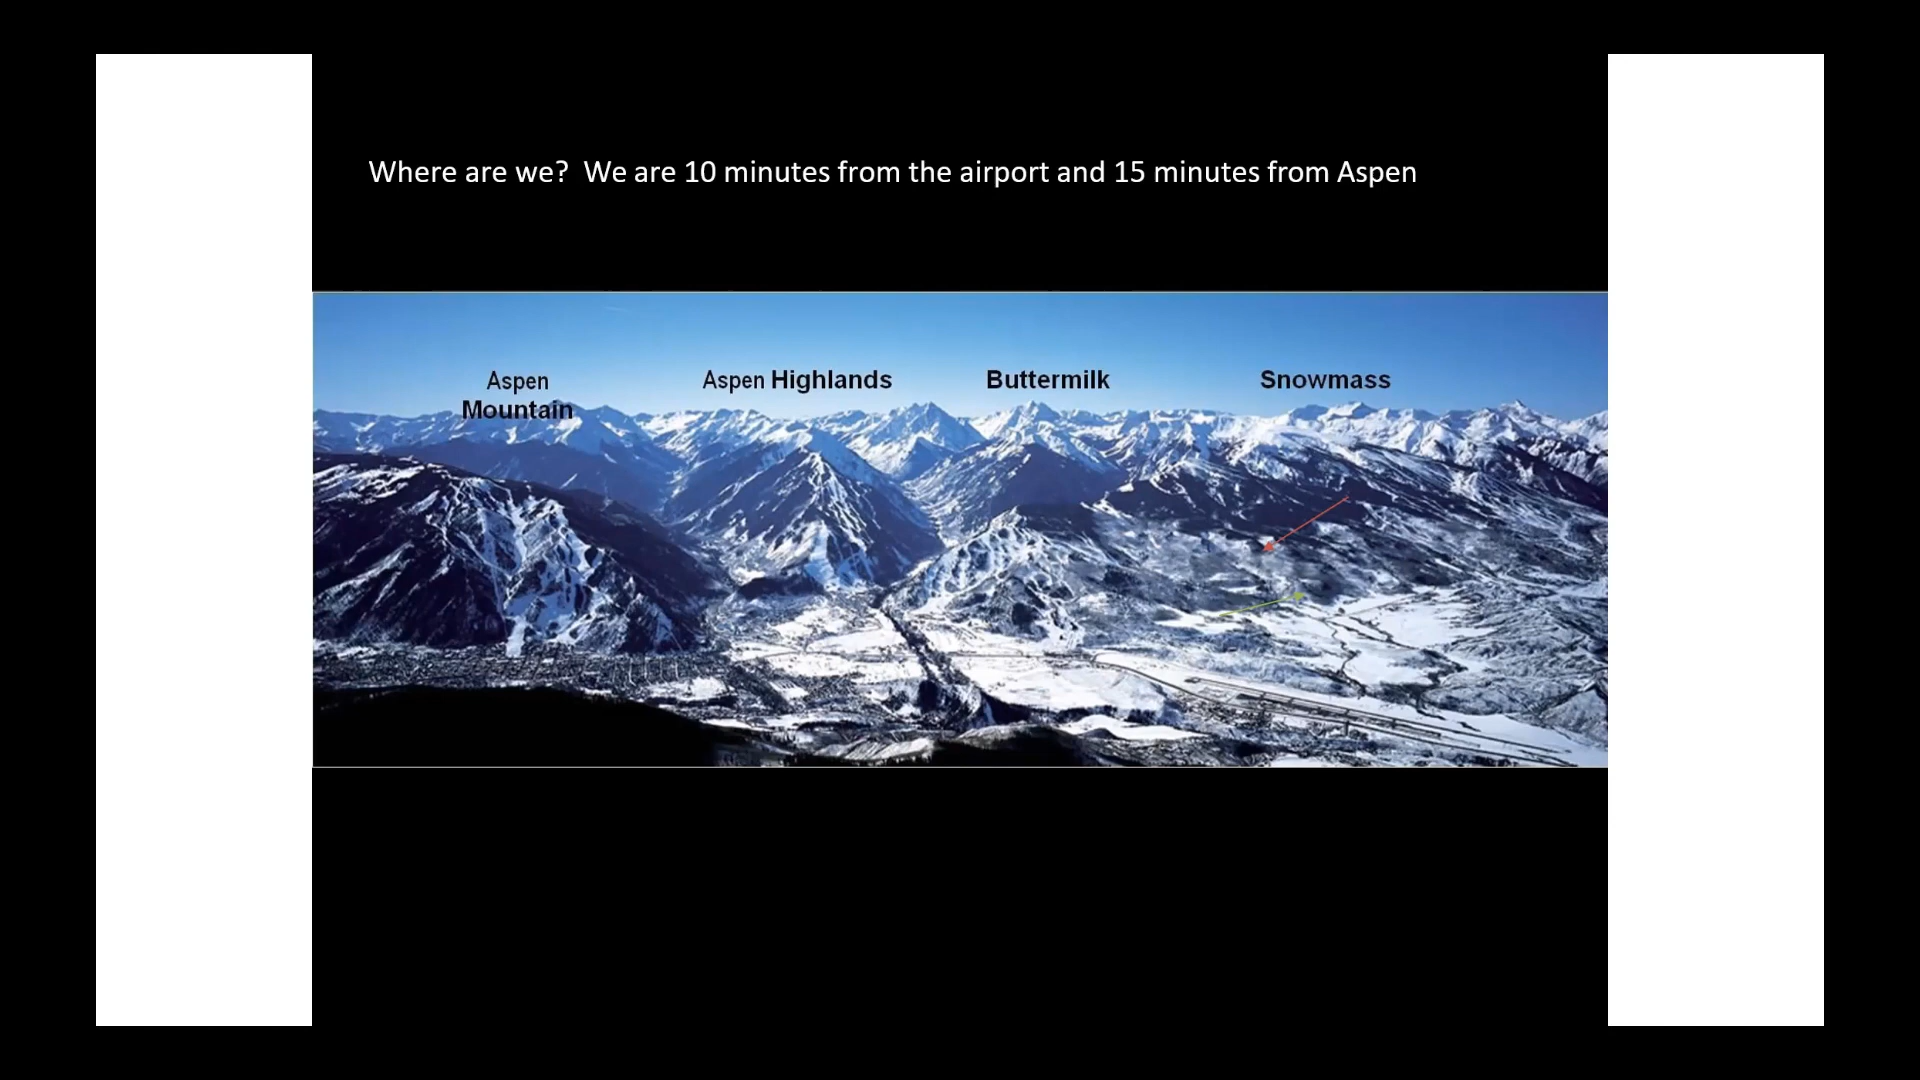 Where are we?  We are 10 minutes from the airport and 15 minutes from Aspen
Aspen
Mountain
Aspen Highlands
Buttermilk
Snowmass